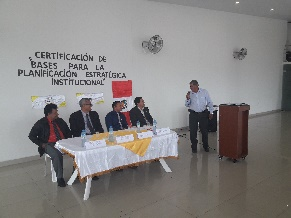 CERTIFICACIÓN DE
BASES PARA LA
PLANIFICACIÓN ESTRATÉGICA
INSTITUCIONAL